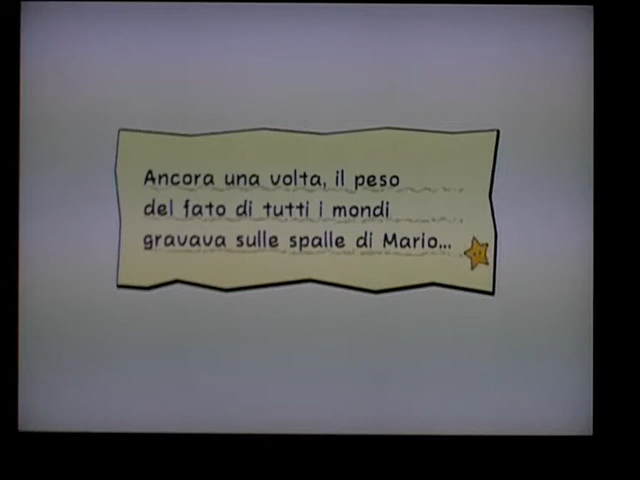 Ancora una volta, il peso
del fato di tutti i mondi
gravava sulle spalle di Mario...